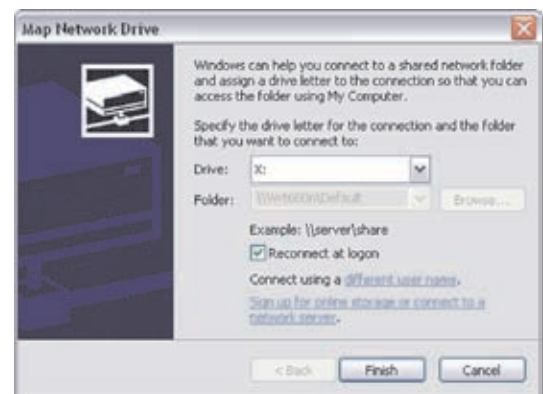 Map Network Drive
Windows can help you connect to a shared network folder
and assign a drive letter to the connection so that you can
access the folder using My Computer.
Specify the drive letter for the connection and the folder
that you want to connect to:
Drive: X:
Folder: Browse...
Example: \\server\share
Reconnect at logon
Connect using a different user name.
Sign up for online storage or connect to a
network server.
< Back Finish Cancel